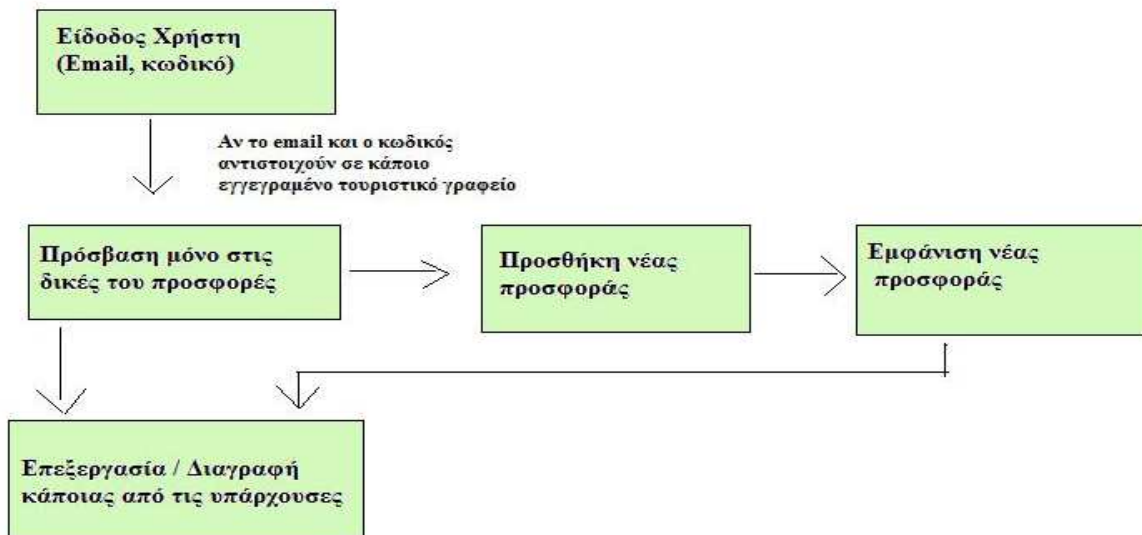 Είδοδος Χρήστη
(Email, κωδικό)
Αν το email και ο κωδικός
αντιστοιχούν σε κάποιο
εγγεγραμένο τουριστικό γραφείο
Πρόσβαση μόνο στις
δικές του προσφορές
Προσθήκη νέας
προσφοράς
Εμφάνιση νέας
προσφοράς
Επεξεργασία / Διαγραφή
κάποιας από τις υπάρχουσες